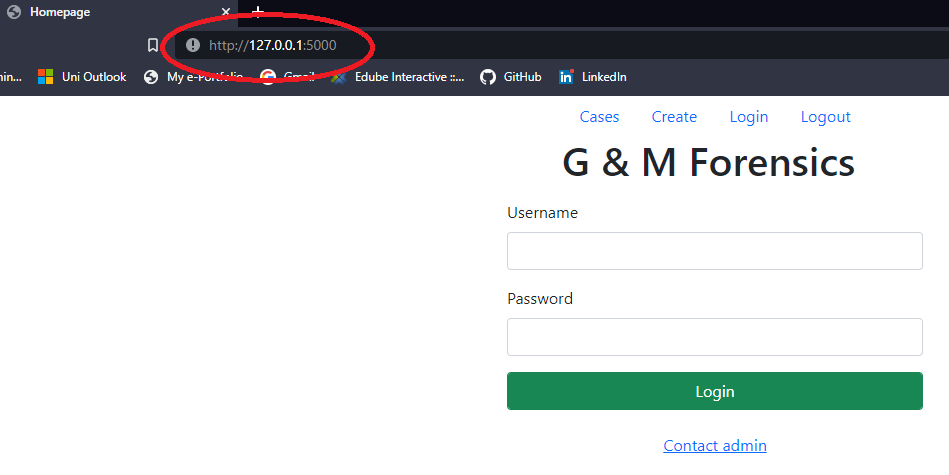 Homepage
http://127.0.0.1:5000
nin... Uni Outlook My e-Portfolio Gmail Edube Interactive ::... GitHub LinkedIn
Cases Create Login Logout
G & M Forensics
Username
Password
Login
Contact admin